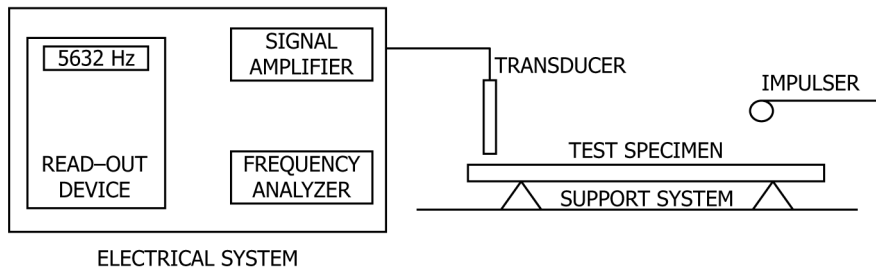 5632 Hz
READ–OUT
DEVICE
SIGNAL
AMPLIFIER
FREQUENCY
ANALYZER
ELECTRICAL SYSTEM
TRANSDUCER
IMPULSER
TEST SPECIMEN
SUPPORT SYSTEM